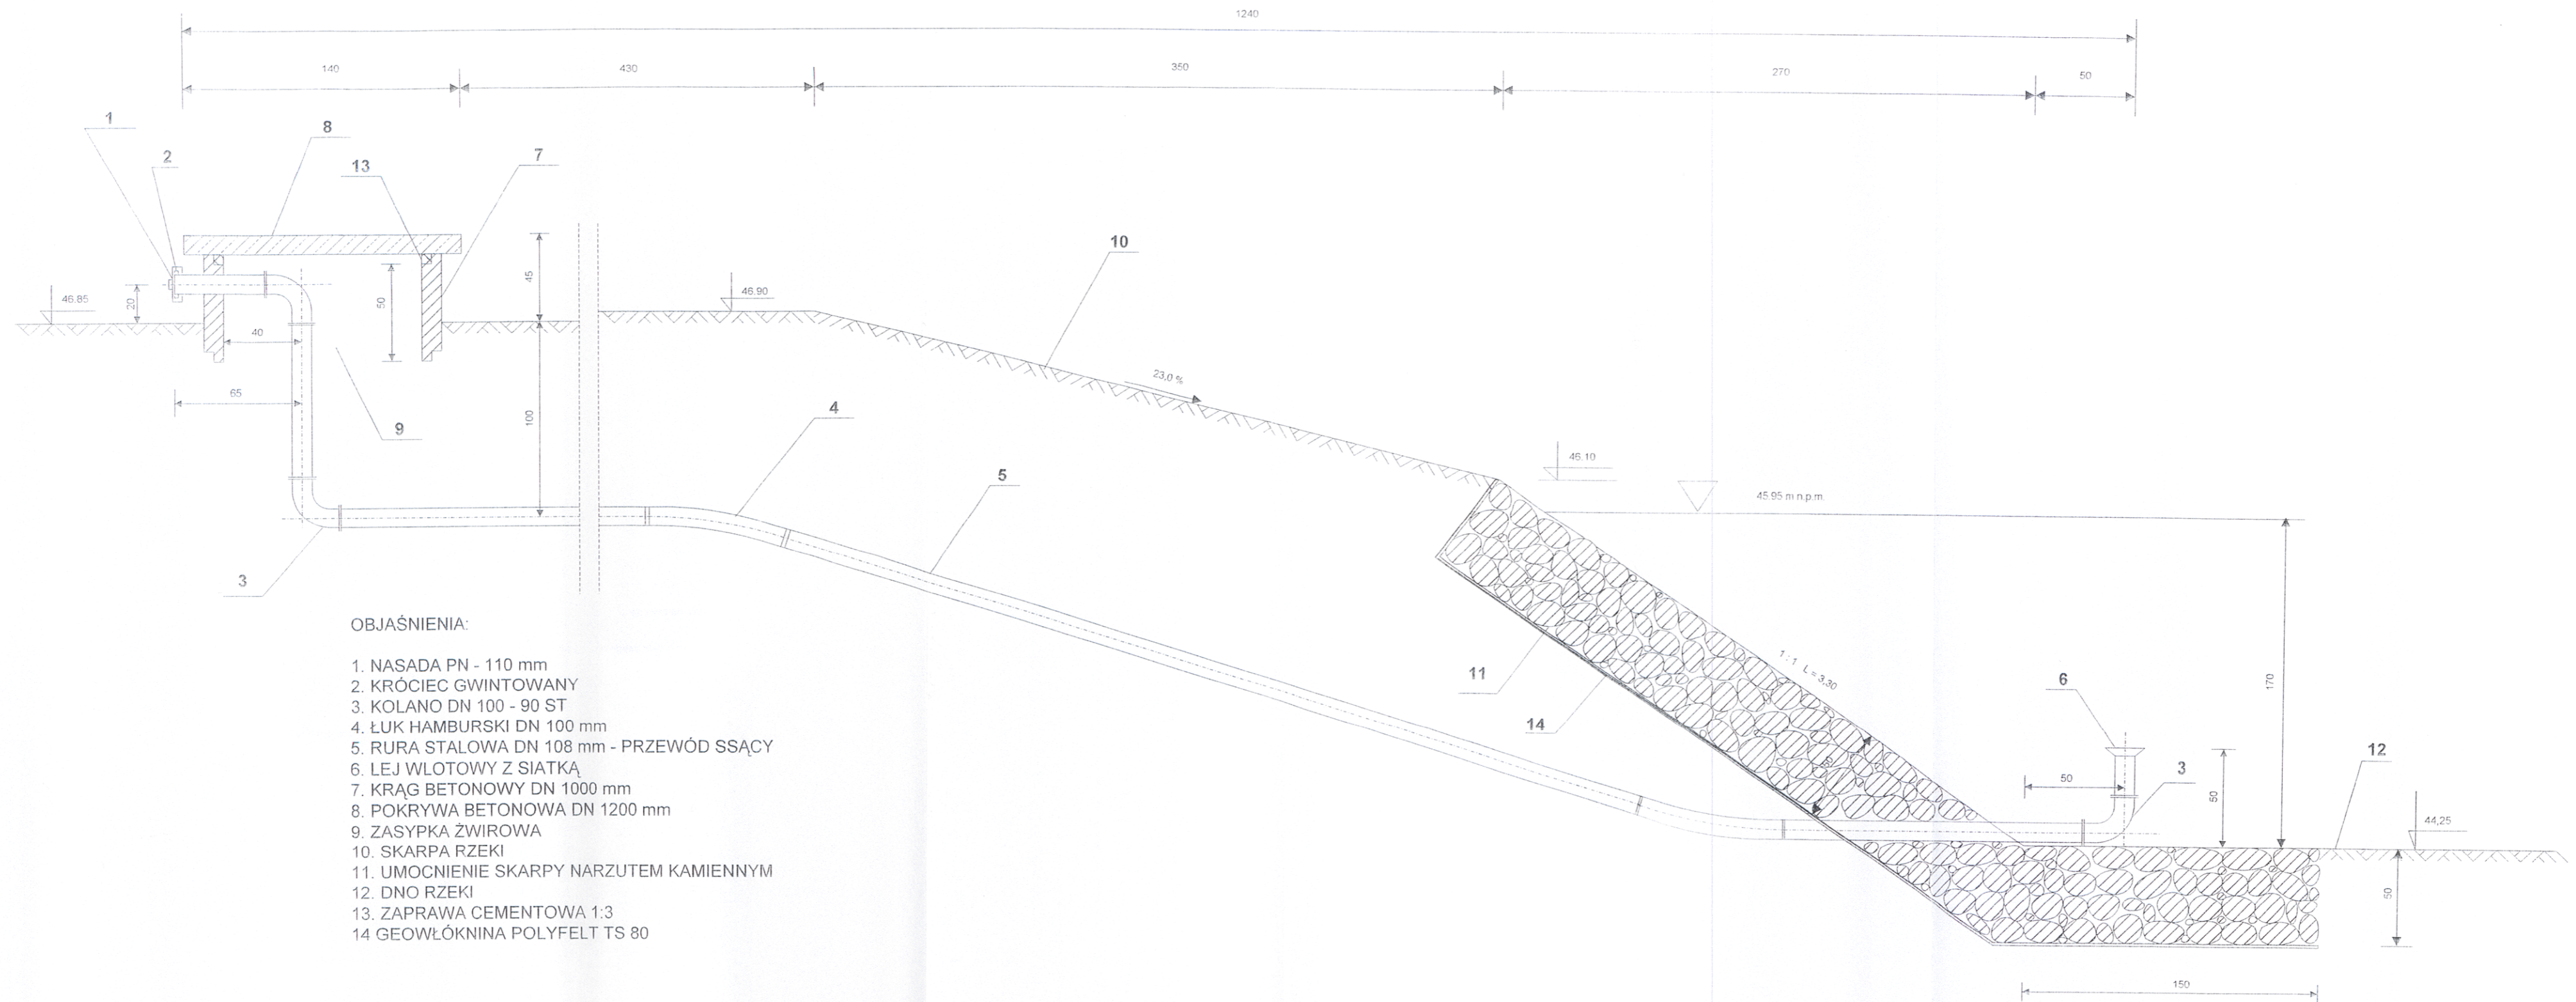 1240
140 430 350 270 50
1
8
2
13
7
10
46.85
20
40
50
45
46.90
65
9
100
4
23,0 %
5
46.10
45.95 m n.p.m.
3
11
14
1 : 1 L = 3,30
6
170
12
50
50
3
44,25
50
150
OBJAŚNIENIA:
1. NASADA PN - 110 mm
2. KRÓCIEC GWINTOWANY
3. KOLANO DN 100 - 90 ST
4. ŁUK HAMBURSKI DN 100 mm
5. RURA STALOWA DN 108 mm - PRZEWÓD SSĄCY
6. LEJ WLOTOWY Z SIATKĄ
7. KRĄG BETONOWY DN 1000 mm
8. POKRYWA BETONOWA DN 1200 mm
9. ZASYPKA ŻWIROWA
10. SKARPA RZEKI
11. UMOCNIENIE SKARPY NARZUTEM KAMIENNYM
12. DNO RZEKI
13. ZAPRAWA CEMENTOWA 1:3
14 GEOWŁÓKNINA POLYFELT TS 80